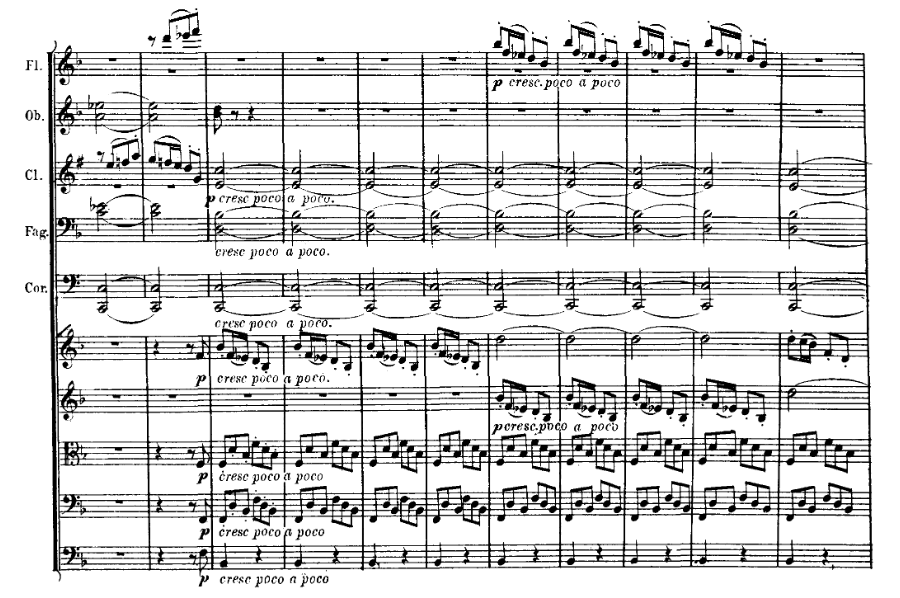 Fl.
p cresc. poco a poco
Ob.
Cl.
p cresc poco a poco.
Fag.
cresc poco a poco.
Cor.
cresc poco a poco.
p cresc poco a poco.
p cresc. poco a poco
p cresc poco a poco
p cresc poco a poco
p cresc poco a poco